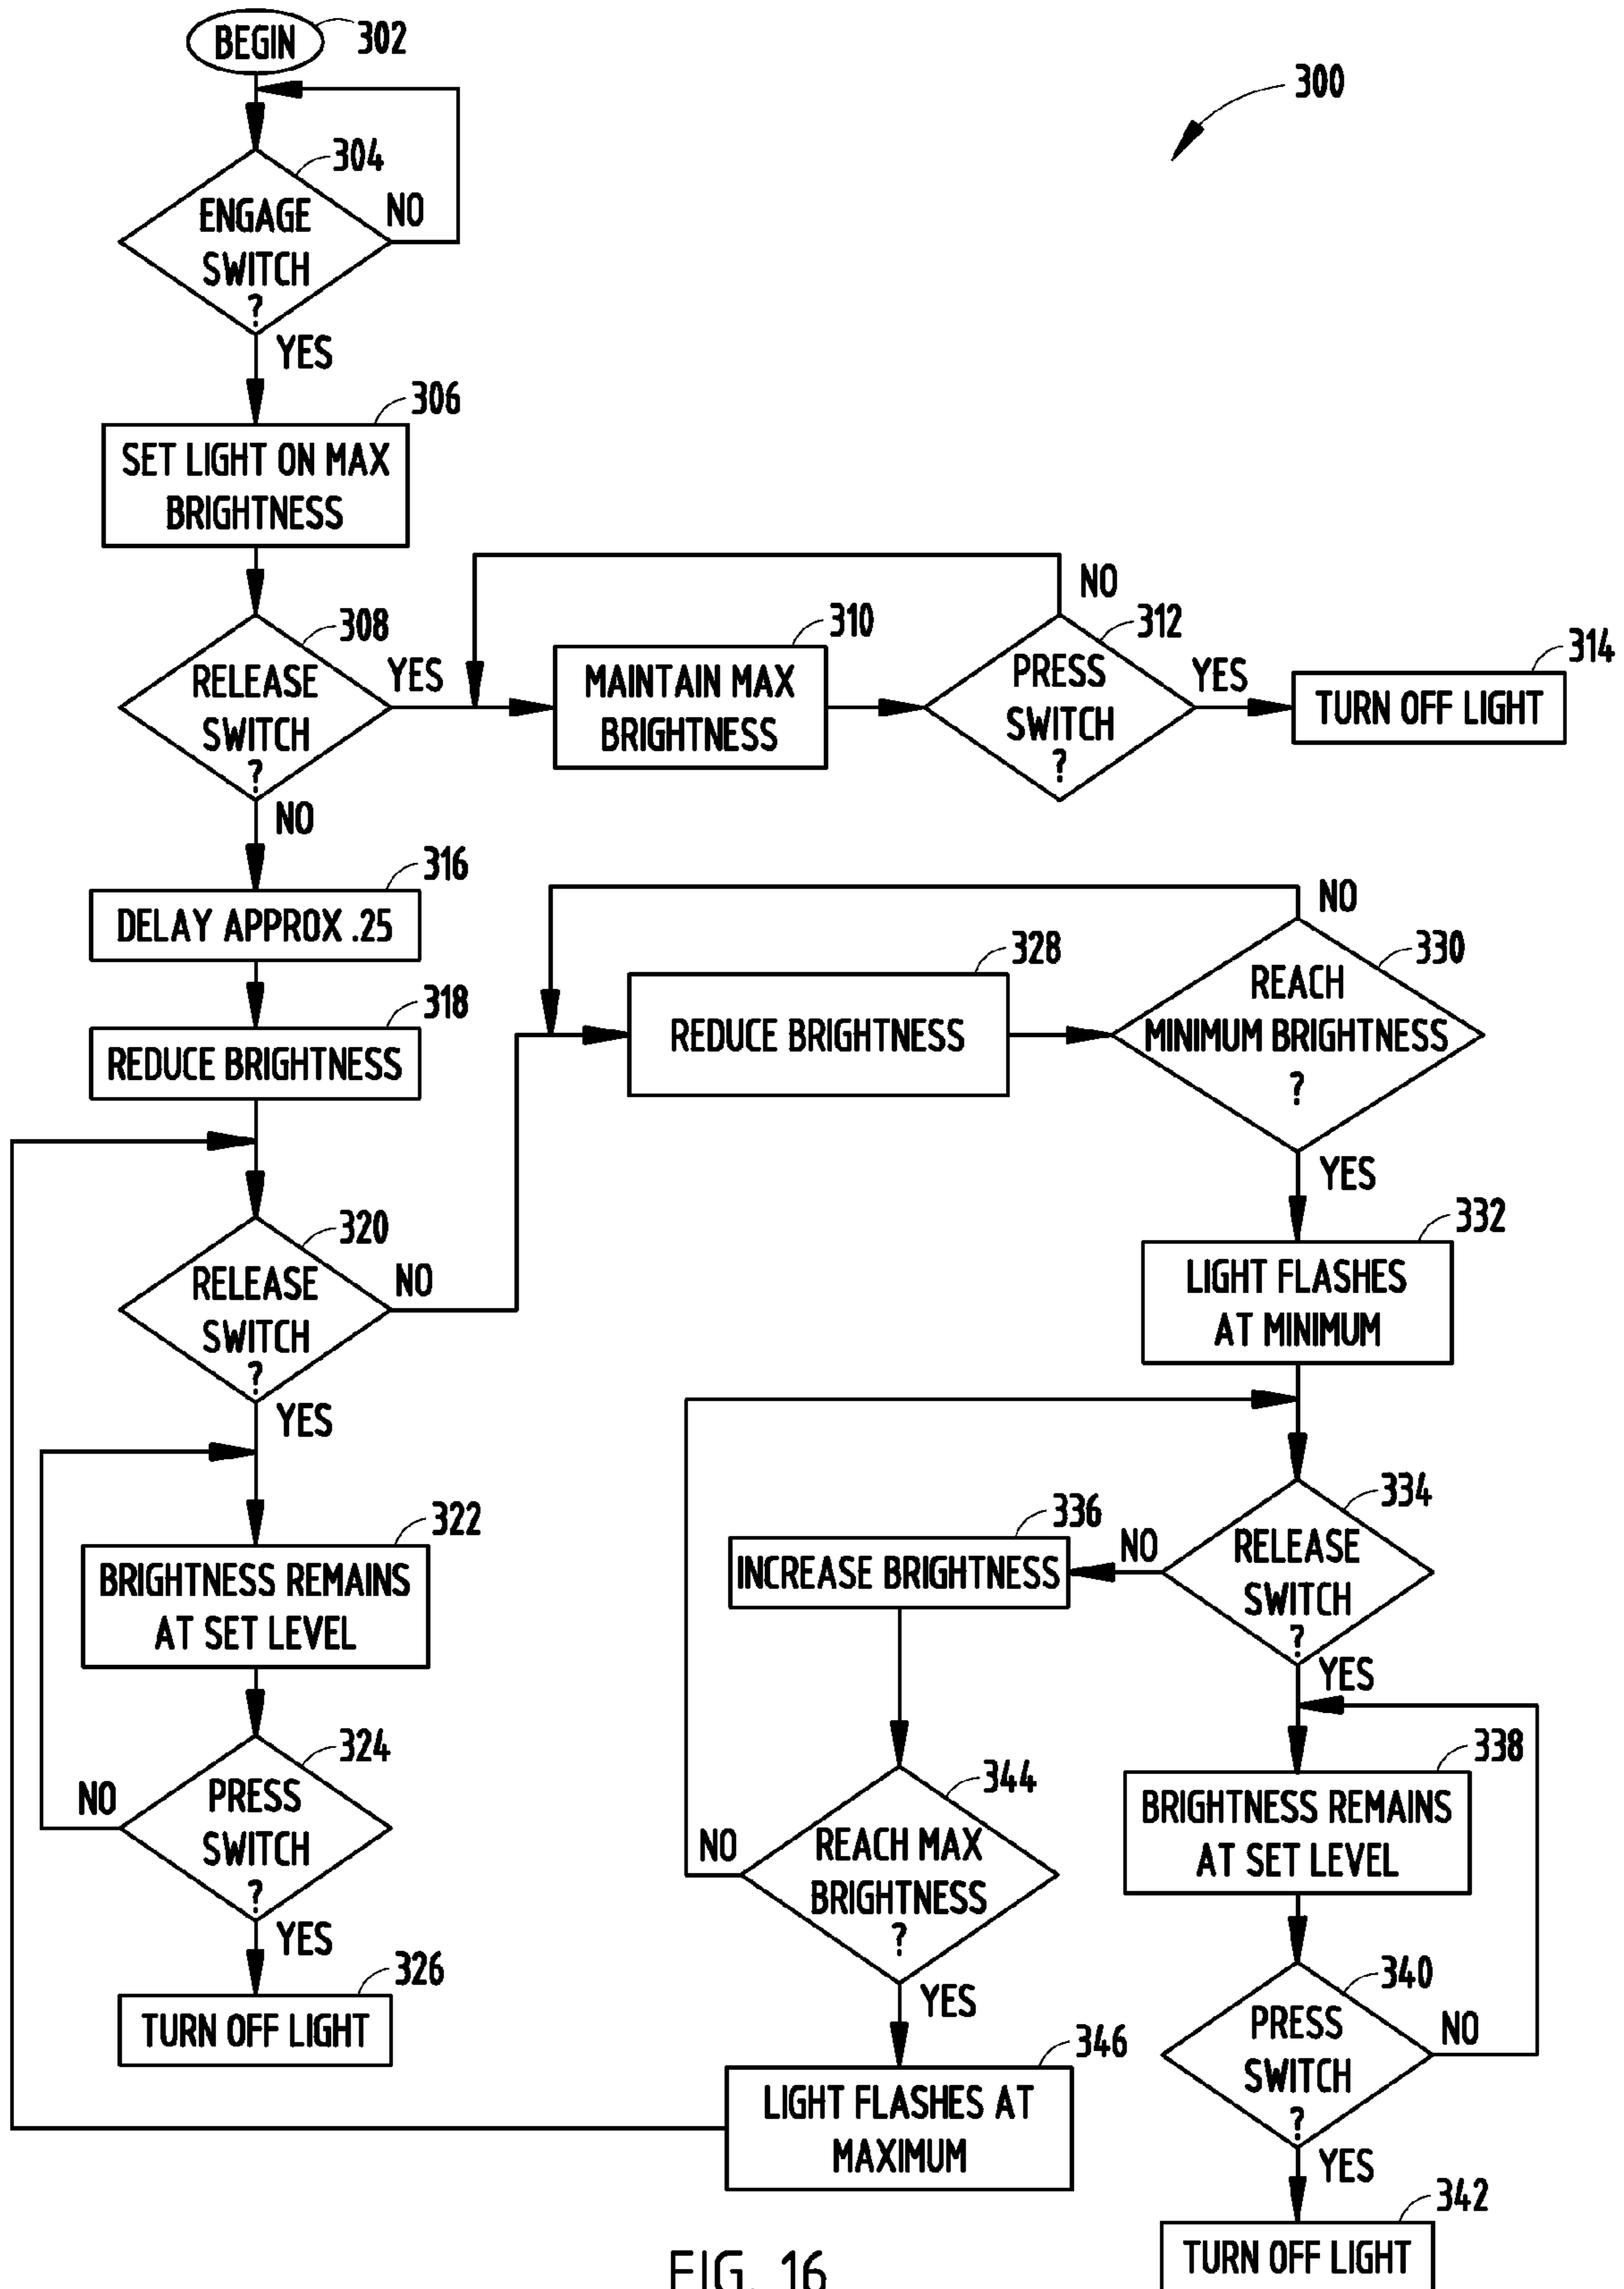 BEGIN
302
300
304
ENGAGE
SWITCH
?
NO
YES
306
SET LIGHT ON MAX
BRIGHTNESS
308
RELEASE
SWITCH
?
YES
NO
310
MAINTAIN MAX
BRIGHTNESS
312
PRESS
SWITCH
?
NO
YES
314
TURN OFF LIGHT
316
DELAY APPROX .25
318
REDUCE BRIGHTNESS
320
RELEASE
SWITCH
?
NO
YES
322
BRIGHTNESS REMAINS
AT SET LEVEL
324
PRESS
SWITCH
?
NO
YES
326
TURN OFF LIGHT
328
REDUCE BRIGHTNESS
330
REACH
MINIMUM BRIGHTNESS
?
NO
YES
332
LIGHT FLASHES
AT MINIMUM
334
RELEASE
SWITCH
?
NO
YES
336
INCREASE BRIGHTNESS
344
REACH MAX
BRIGHTNESS
?
NO
YES
346
LIGHT FLASHES AT
MAXIMUM
338
BRIGHTNESS REMAINS
AT SET LEVEL
340
PRESS
SWITCH
?
NO
YES
342
TURN OFF LIGHT
FIG. 16